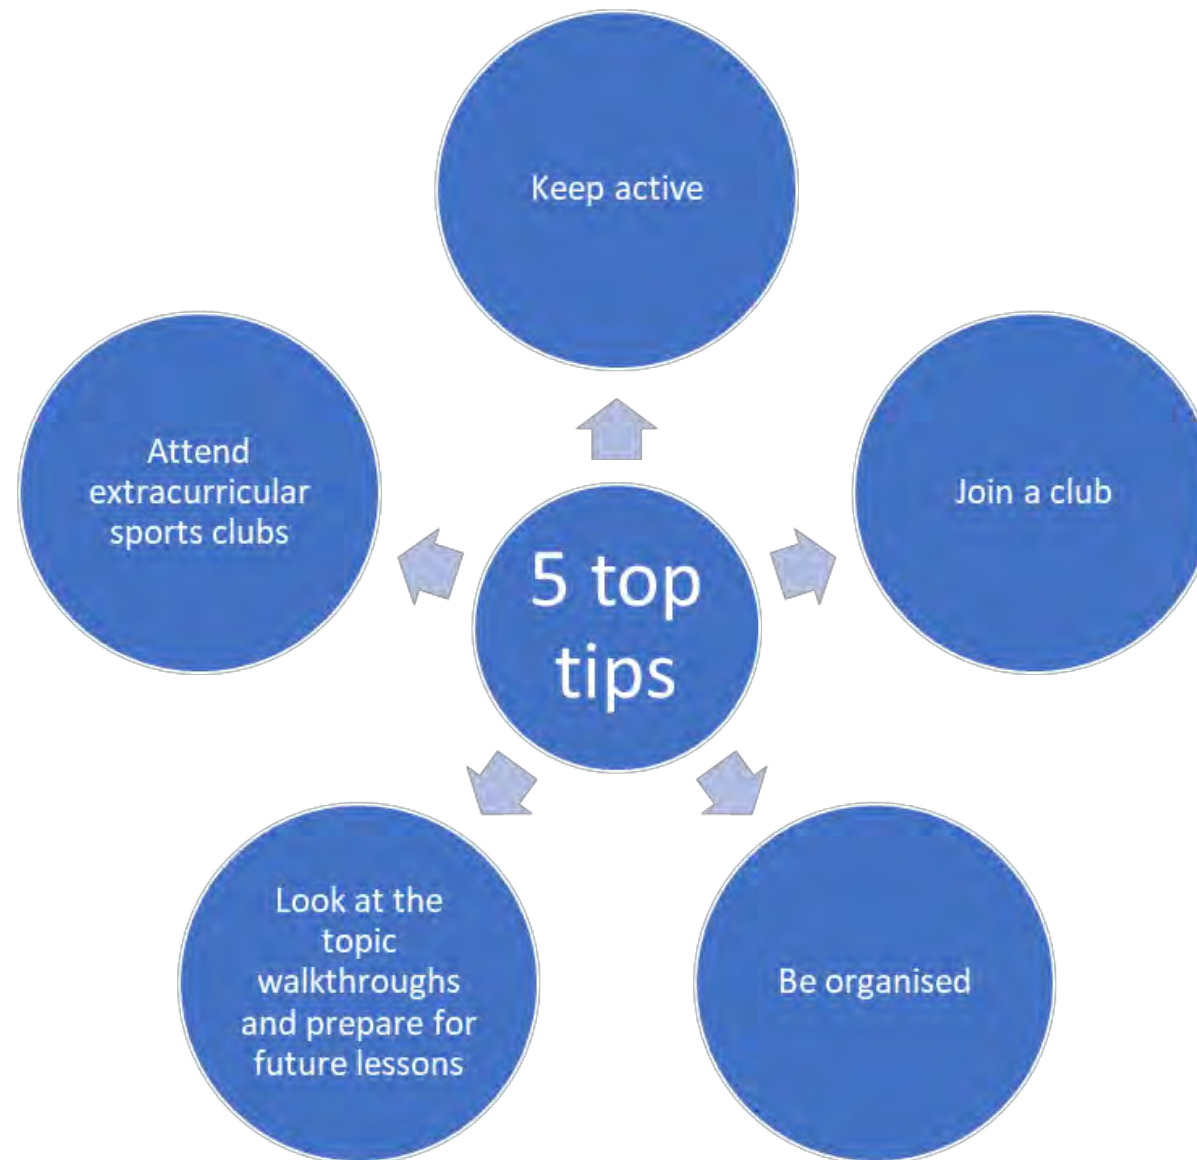 Keep active
Attend
extracurricular
sports clubs
Join a club
5 top
tips
Look at the
topic
walkthroughs
and prepare for
future lessons
Be organised